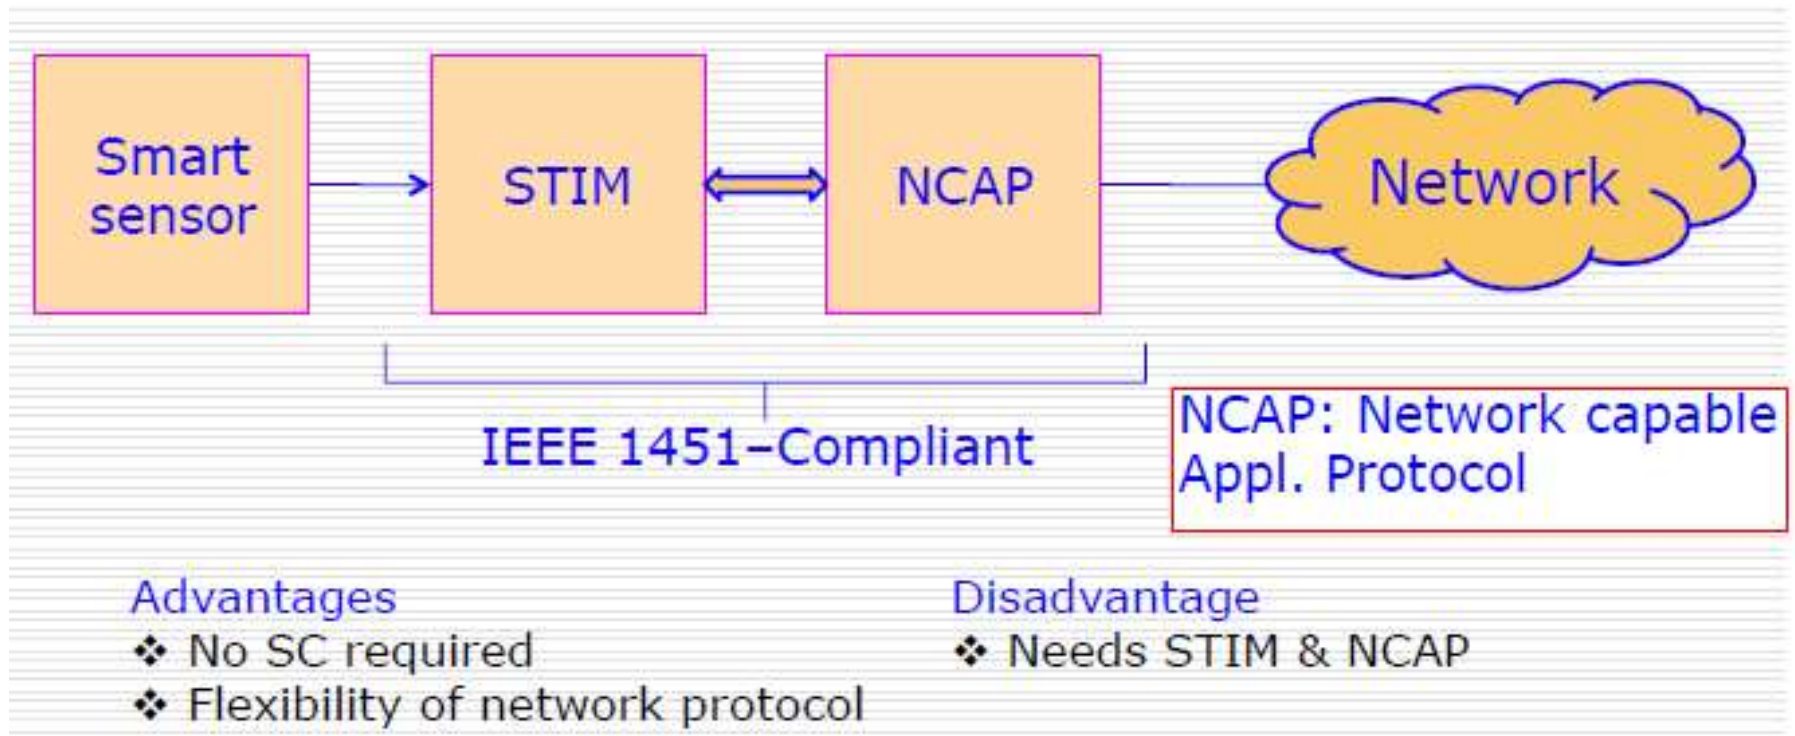 Smart
sensor
STIM
NCAP
Network
IEEE 1451–Compliant
NCAP: Network capable
Appl. Protocol
Advantages
❖ No SC required
❖ Flexibility of network protocol
Disadvantage
❖ Needs STIM & NCAP